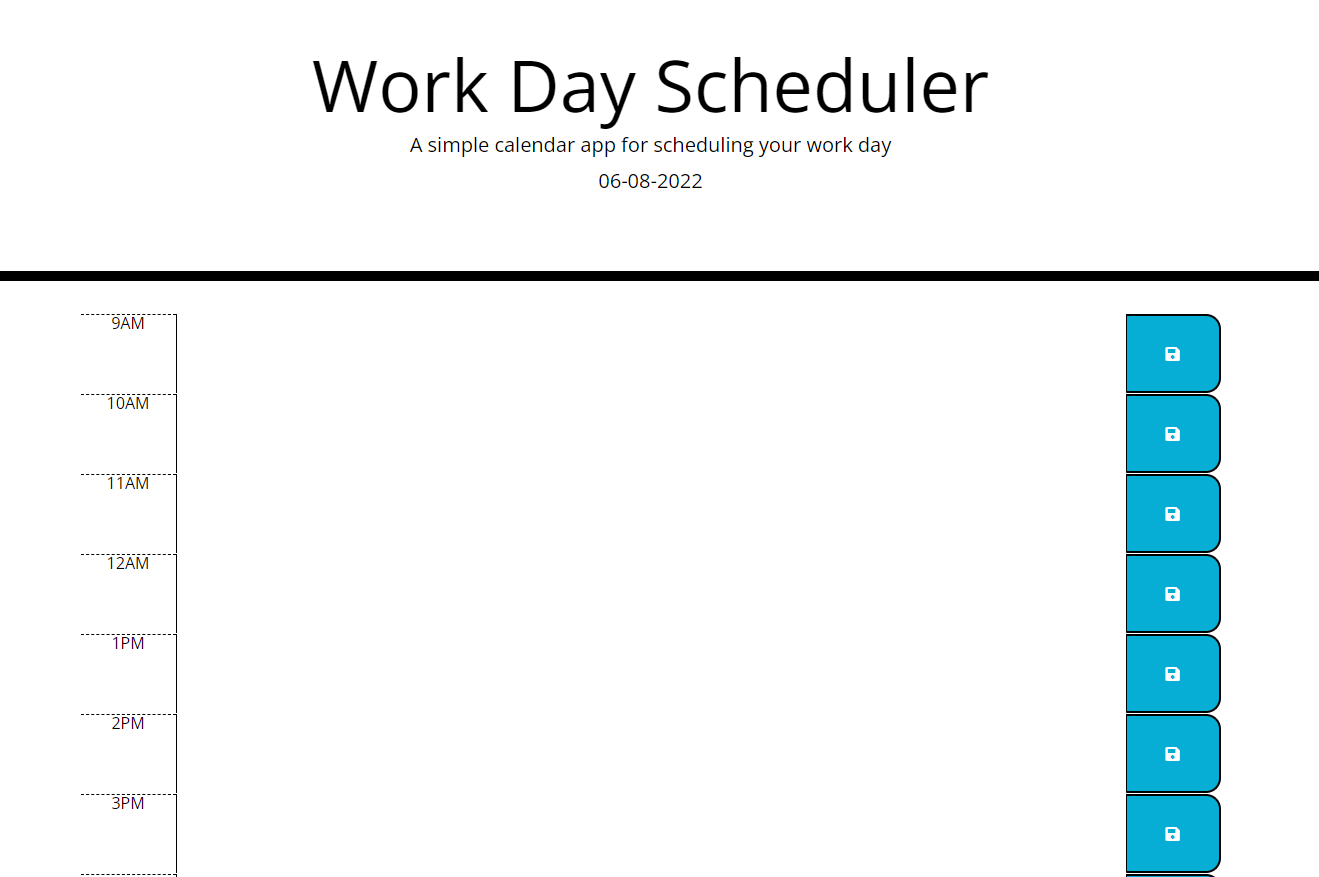 Work Day Scheduler
A simple calendar app for scheduling your work day
06-08-2022
9AM
10AM
11AM
12AM
1PM
2PM
3PM